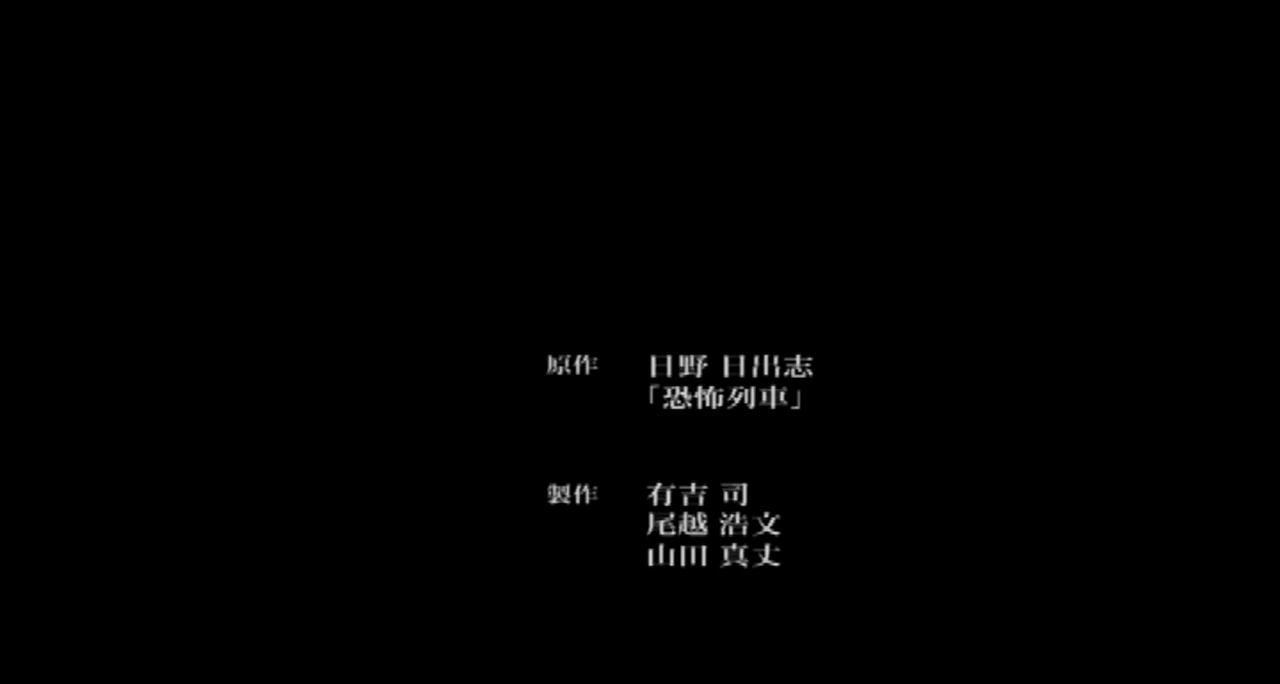 原作 日野 日出志
「恐怖列車」
製作 有吉 司
尾越 浩文
山田 真丈